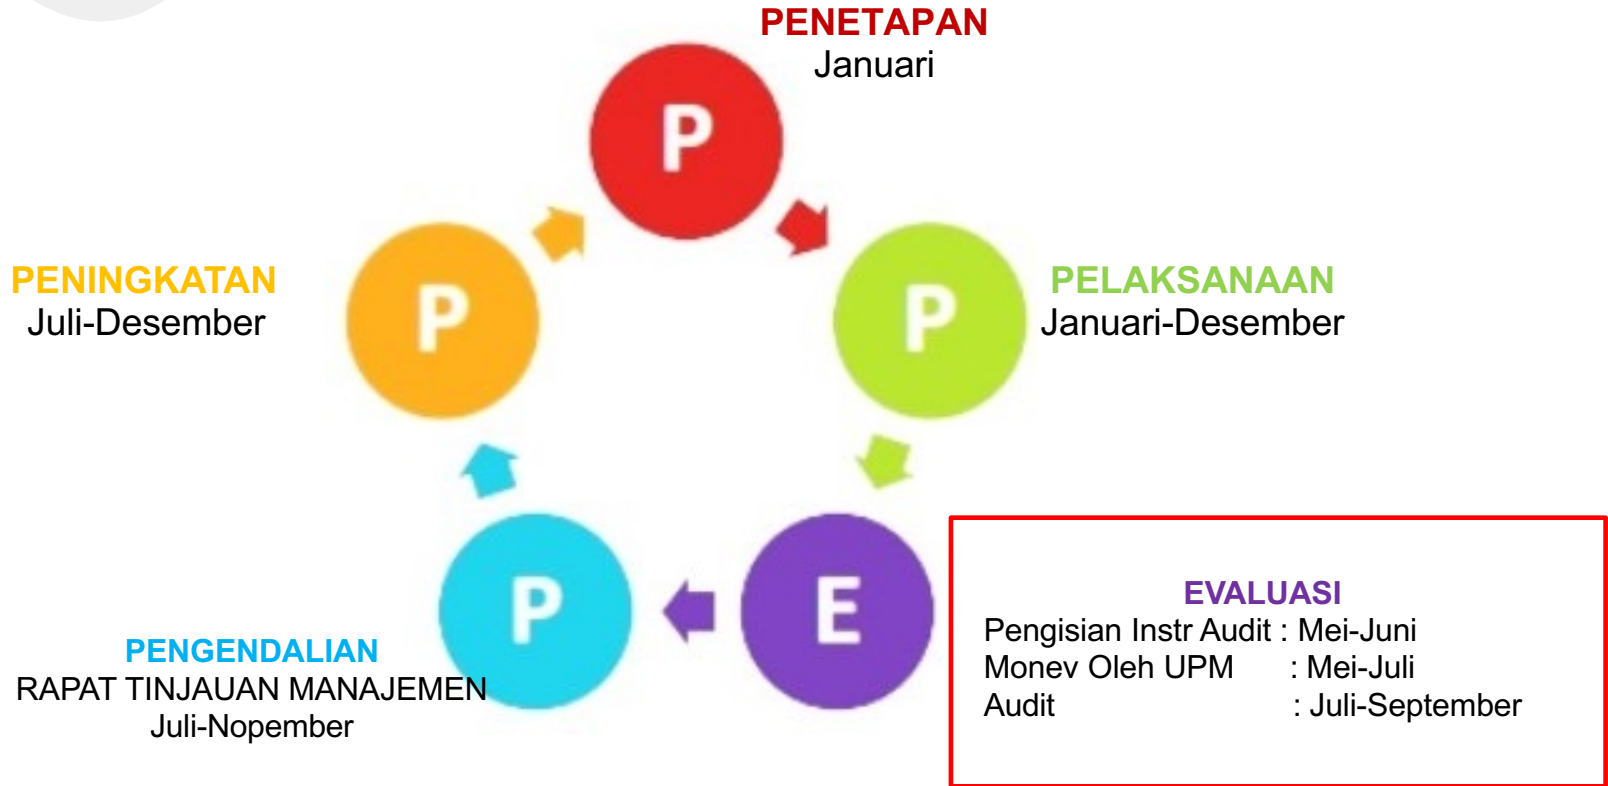 PENETAPAN
Januari
P
PENINGKATAN
Juli-Desember
P
P
PELAKSANAAN
Januari-Desember
P
E
PENGENDALIAN
RAPAT TINJAUAN MANAJEMEN
Juli-Nopember
EVALUASI
Pengisian Instr Audit : Mei-Juni
Monev Oleh UPM : Mei-Juli
Audit : Juli-September